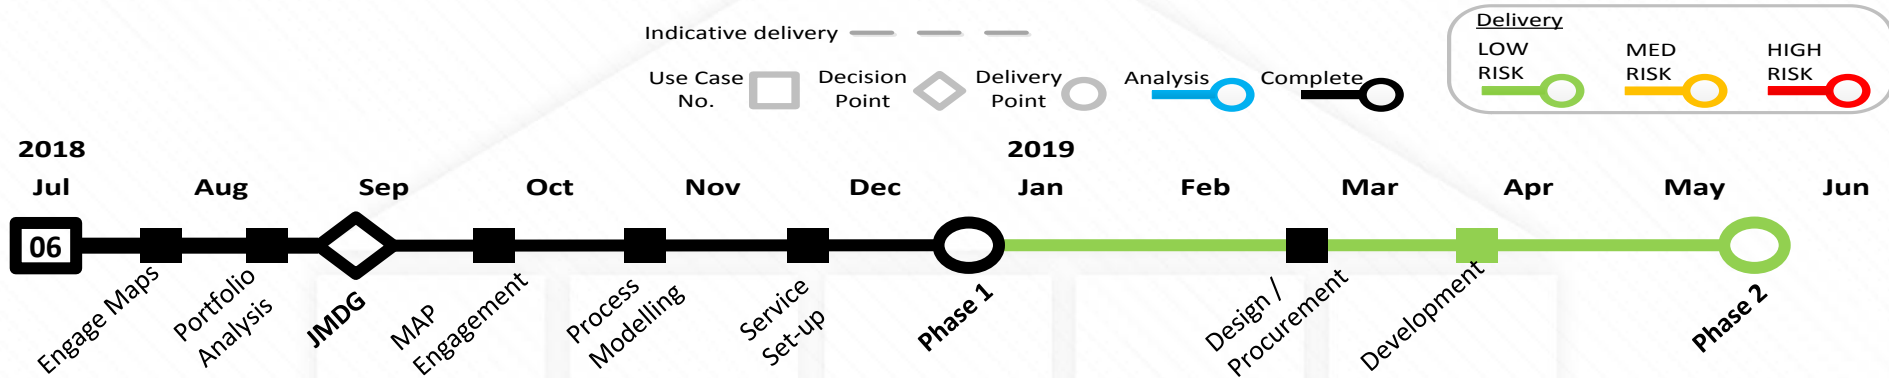 Indicative delivery
Use Case
No.
Decision
Point
Delivery
Point
Analysis
Complete
Delivery
LOW
RISK
MED
RISK
HIGH
RISK
2018
2019
Jul Aug Sep Oct Nov Dec Jan Feb Mar Apr May Jun
06
Engage Maps
Portfolio
Analysis
JMDG
MAP
Engagement
Process
Modelling
Service
Set-up
Phase 1
Design /
Procurement
Development
Phase 2